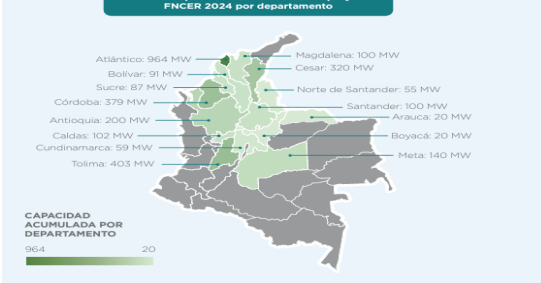 FNCER 2024 por departamento
Atlántico: 964 MW
Magdalena: 100 MW
Bolívar: 91 MW
Cesar: 320 MW
Sucre: 87 MW
Norte de Santander: 55 MW
Córdoba: 379 MW
Santander: 100 MW
Antioquia: 200 MW
Arauca: 20 MW
Caldas: 102 MW
Boyacá: 20 MW
Cundinamarca: 59 MW
Meta: 140 MW
Tolima: 403 MW
CAPACIDAD
ACUMULADA POR
DEPARTAMENTO
964 20